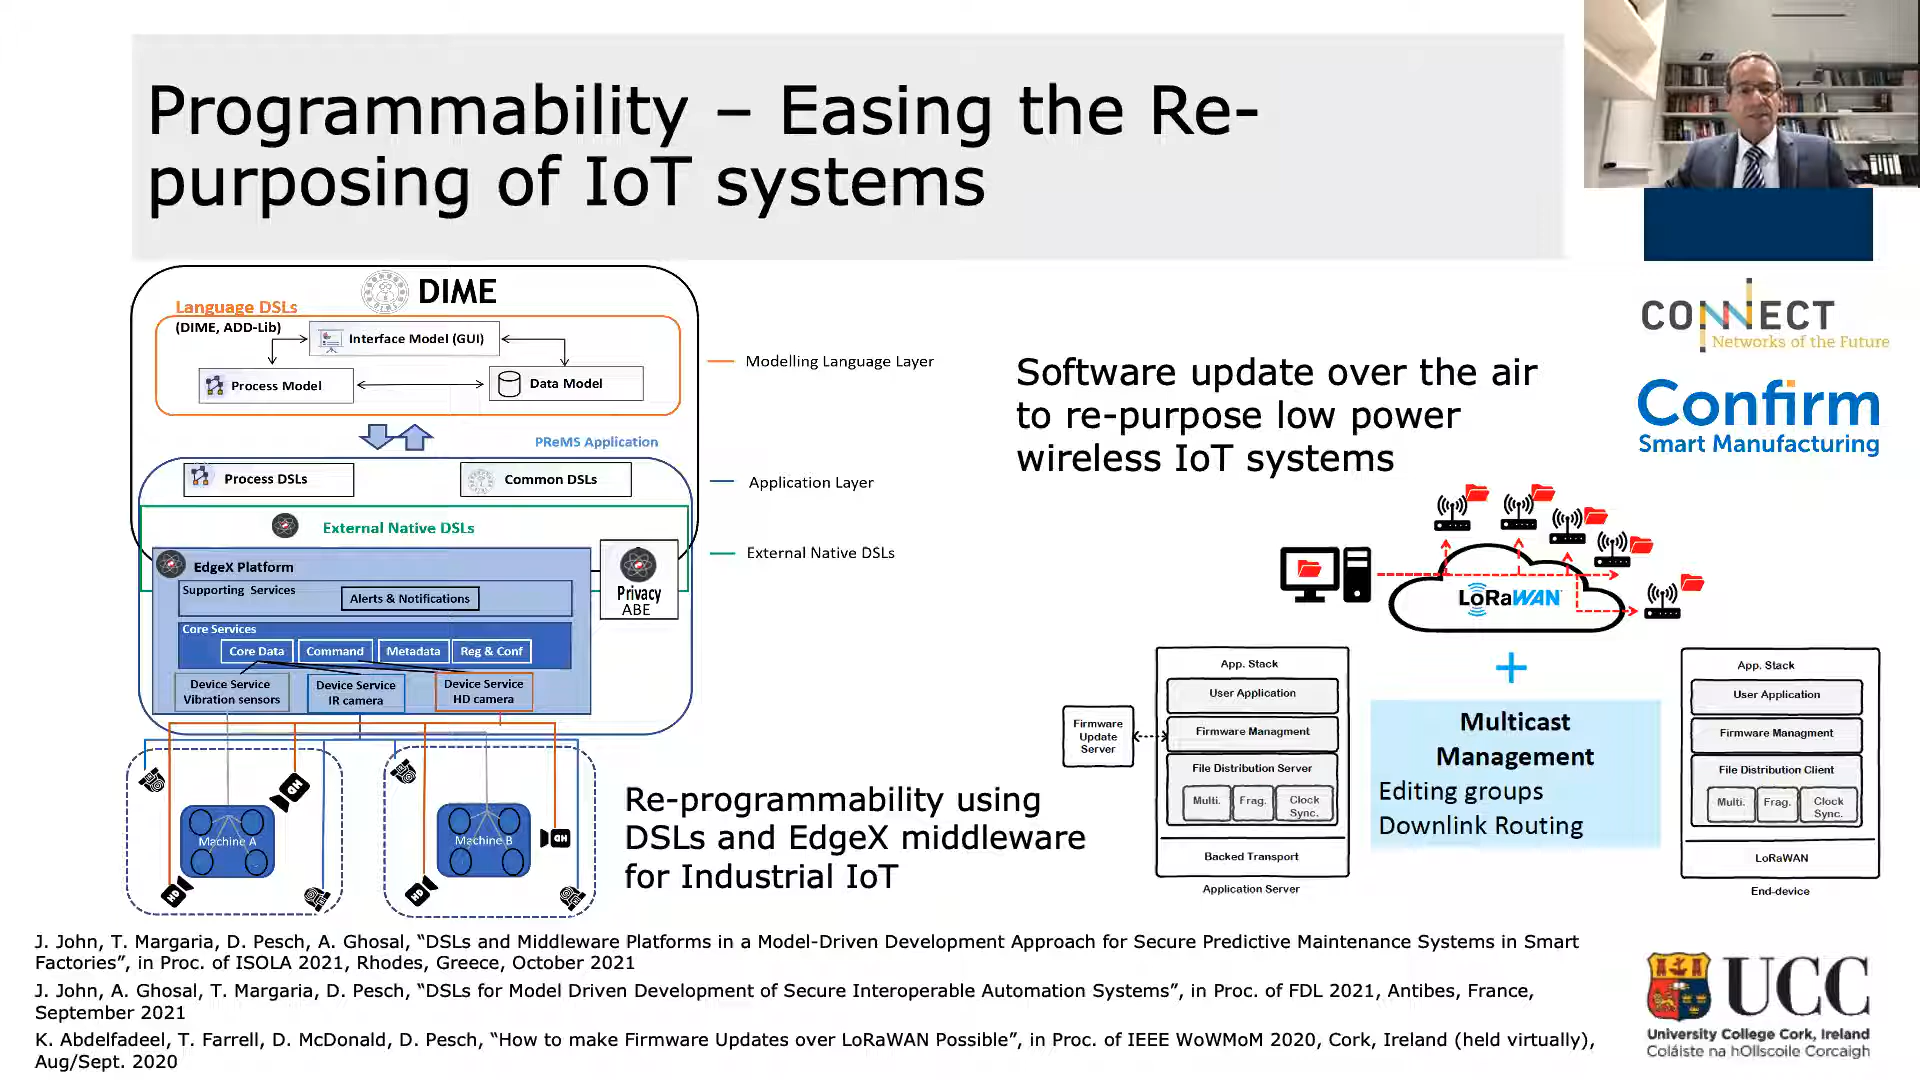 Programmability – Easing the Re-
purposing of IoT systems
DIME
Language DSLs
(DIME, ADD-Lib)
Interface Model (GUI)
Process Model
Data Model
PReMS Application
Process DSLs
Common DSLs
External Native DSLs
EdgeX Platform
Supporting Services
Alerts & Notifications
Privacy
ABE
Core Services
Core Data
Command
Metadata
Reg & Conf
Device Service
Vibration sensors
Device Service
IR camera
Device Service
HD camera
Modelling Language Layer
Application Layer
External Native DSLs
HD
Machine A
HD
Machine B
HD
HD
Re-programmability using
DSLs and EdgeX middleware
for Industrial IoT
Software update over the air
to re-purpose low power
wireless IoT systems
LoRaWAN
Firmware
Update
Server
App. Stack
User Application
Firmware Managment
File Distribution Server
Multi.
Frag.
Clock
Sync.
Backed Transport
Application Server
+
Multicast
Management
Editing groups
Downlink Routing
App. Stack
User Application
Firmware Managment
File Distribution Client
Multi.
Frag.
Clock
Sync.
LoRaWAN
End-device
CONNECT
Networks of the Future
Confirm
Smart Manufacturing
J. John, T. Margaria, D. Pesch, A. Ghosal, “DSLs and Middleware Platforms in a Model-Driven Development Approach for Secure Predictive Maintenance Systems in Smart
Factories”, in Proc. of ISOLA 2021, Rhodes, Greece, October 2021
J. John, A. Ghosal, T. Margaria, D. Pesch, “DSLs for Model Driven Development of Secure Interoperable Automation Systems”, in Proc. of FDL 2021, Antibes, France,
September 2021
K. Abdelfadeel, T. Farrell, D. McDonald, D. Pesch, “How to make Firmware Updates over LoRaWAN Possible”, in Proc. of IEEE WoWMoM 2020, Cork, Ireland (held virtually),
Aug/Sept. 2020
UCC
University College Cork, Ireland
Coláiste na hOllscoile Corcaigh